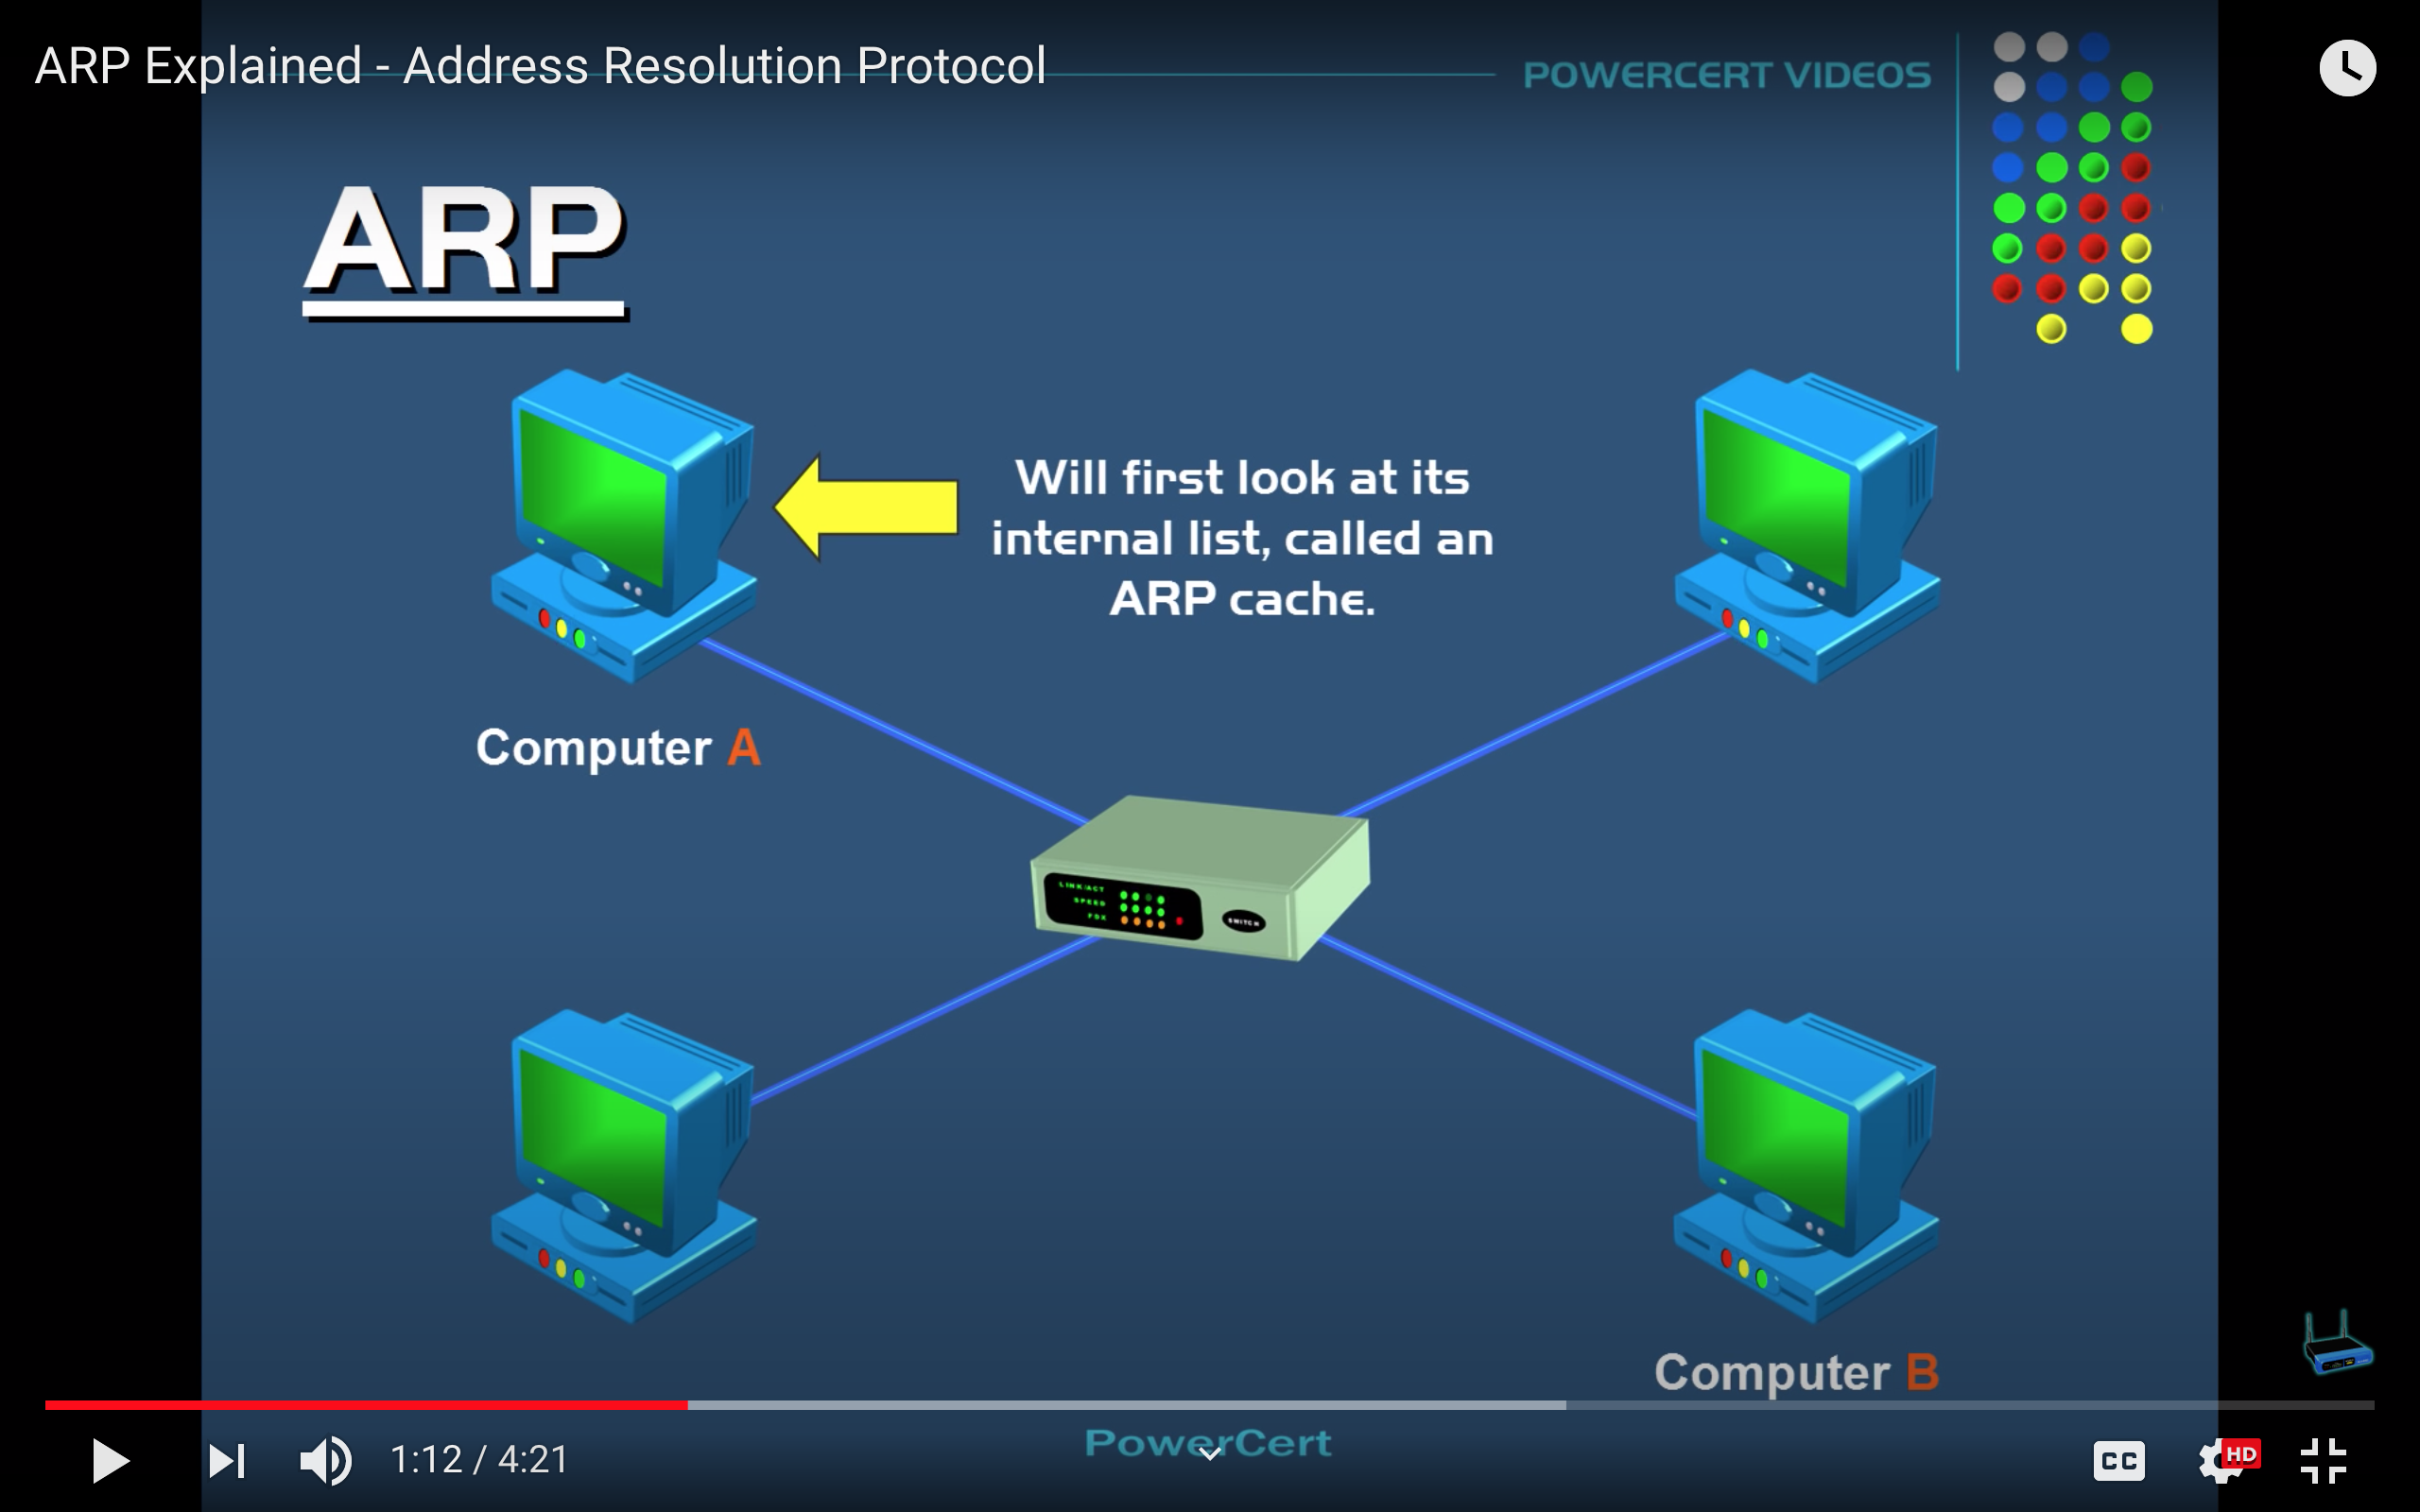 ARP Explained - Address Resolution Protocol
POWERCERT VIDEOS
ARP
Will first look at its
internal list, called an
ARP cache.
Computer A
LINK/ACT
SPEED
FDX
SWITCH
Computer B
PowerCert
1:12 / 4:21
CC
HD